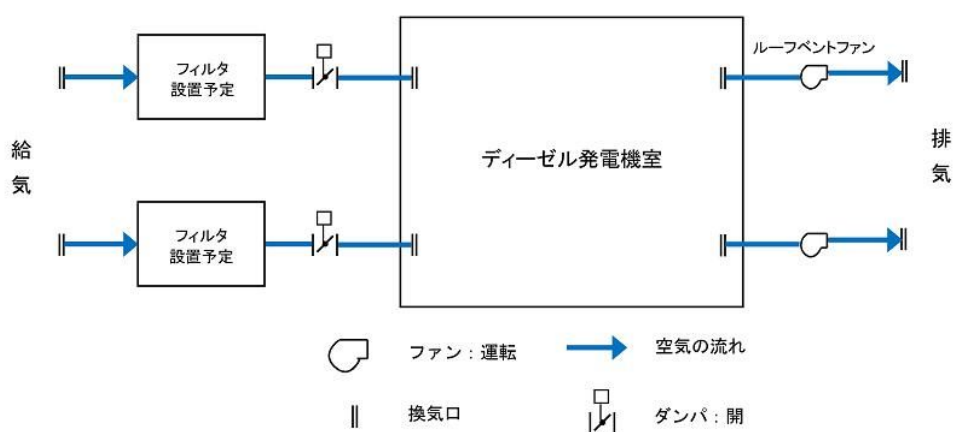 ルーフベントファン
フィルタ
設置予定
給
気
ディーゼル発電機室
排
気
フィルタ
設置予定
ファン：運転
空気の流れ
換気口
ダンパ：開